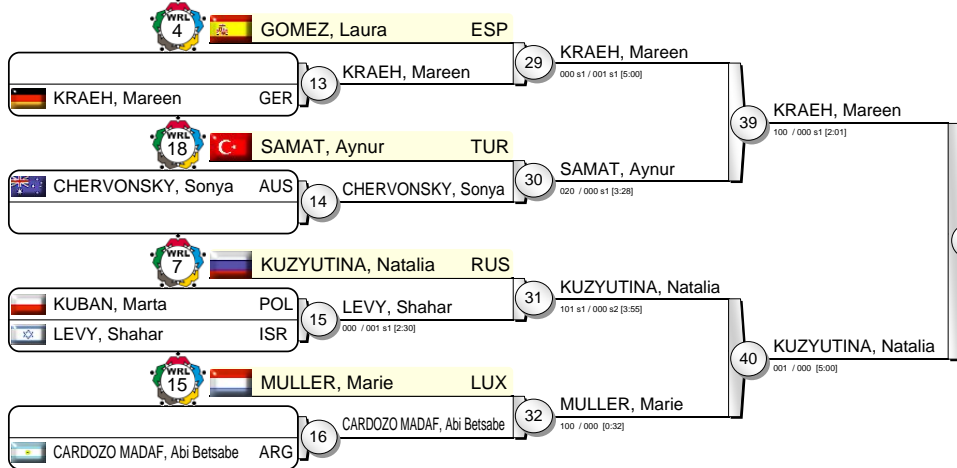 WRL
4
GOMEZ, Laura ESP
KRAEH, Mareen GER
13
KRAEH, Mareen
29
KRAEH, Mareen
000 s1 / 001 s1 [5:00]
39
KRAEH, Mareen
100 / 000 s1 [2:01]
WRL
18
SAMAT, Aynur TUR
CHERVONSKY, Sonya AUS
14
CHERVONSKY, Sonya
30
SAMAT, Aynur
020 / 000 s1 [3:28]
WRL
7
KUZYUTINA, Natalia RUS
KUBAN, Marta POL
LEVY, Shahar ISR
15
LEVY, Shahar
000 / 001 s1 [2:30]
31
KUZYUTINA, Natalia
101 s1 / 000 s2 [3:55]
40
KUZYUTINA, Natalia
001 / 000 [5:00]
WRL
15
MULLER, Marie LUX
CARDOZO MADAF, Abi Betsabe ARG
16
CARDOZO MADAF, Abi Betsabe
32
MULLER, Marie
100 / 000 [0:32]